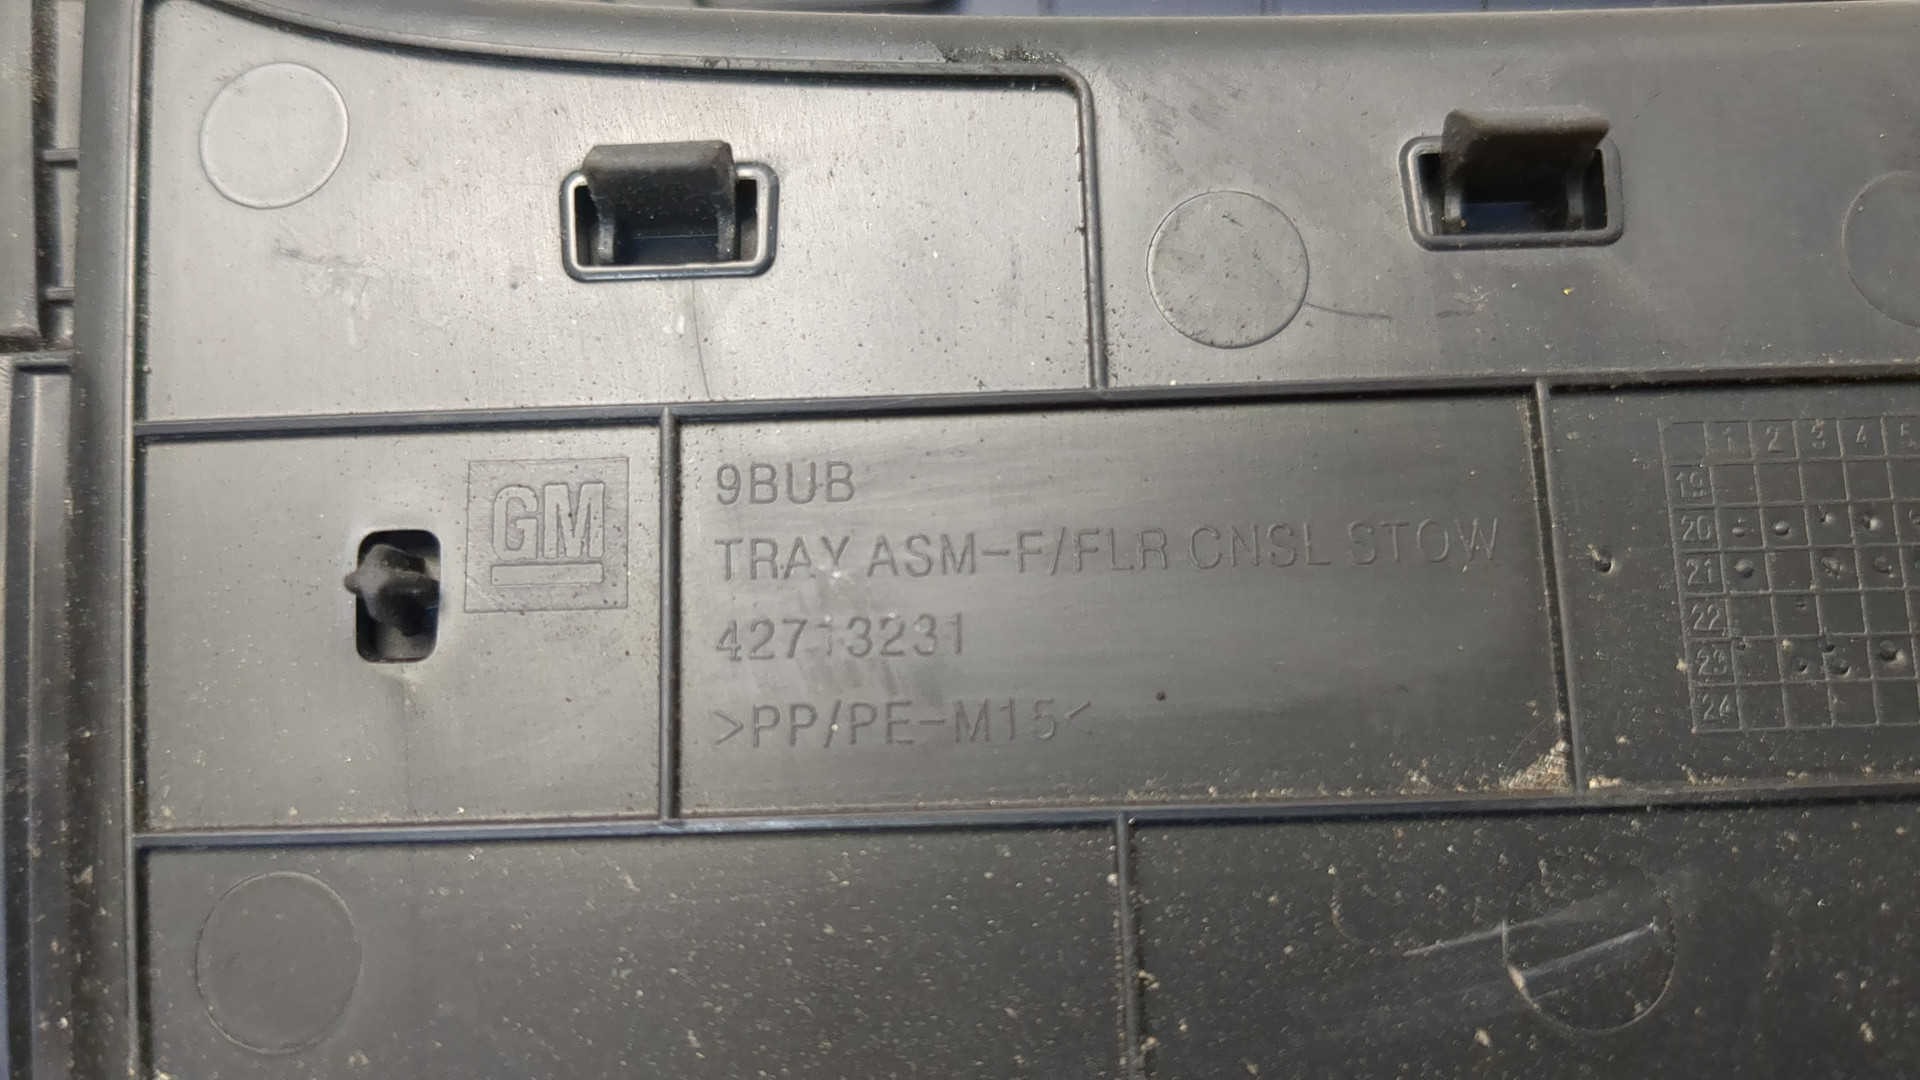 GM
9BUB
TRAY ASM-F/FLR CNSL STOW
42713231
>PP/PE-M15<
1 2 3 4 5
19
20
21
22
23
24